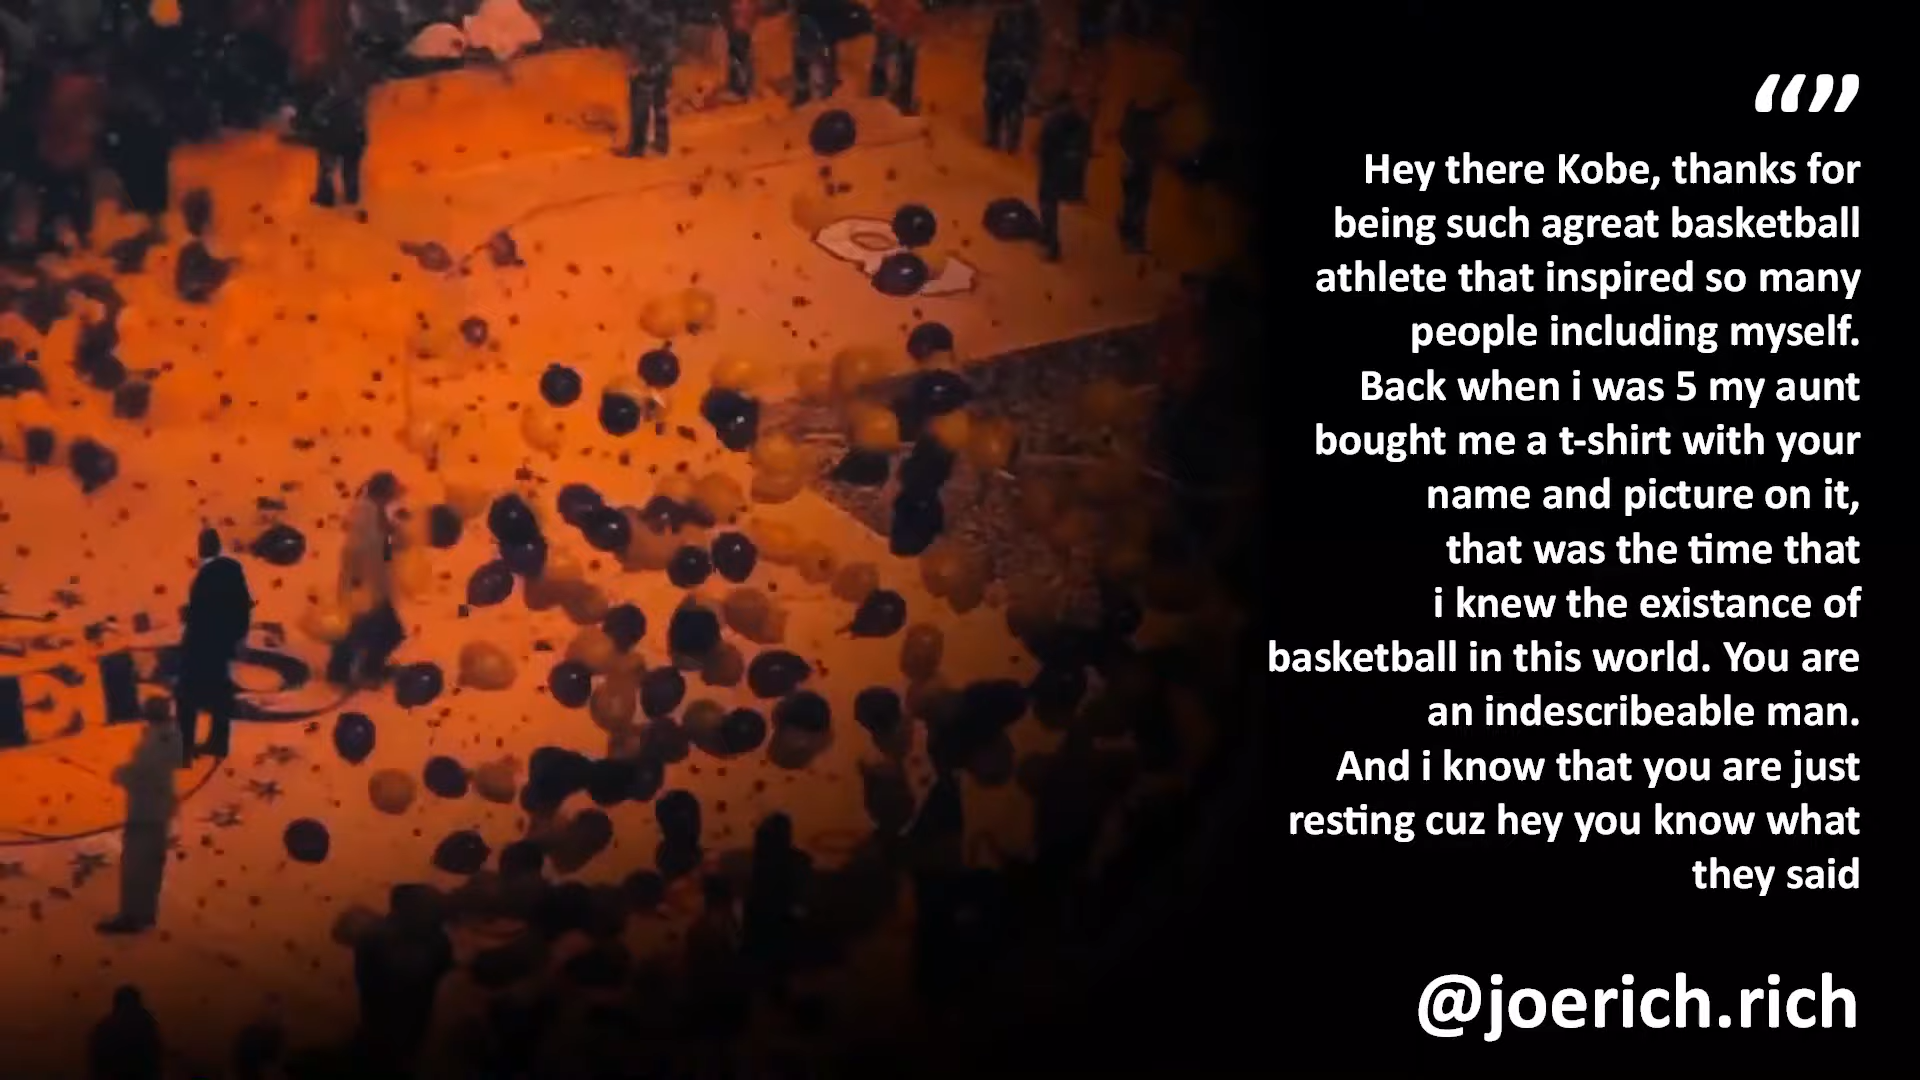 “”
Hey there Kobe, thanks for
being such agreat basketball
athlete that inspired so many
people including myself.
Back when i was 5 my aunt
bought me a t-shirt with your
name and picture on it,
that was the time that
i knew the existance of
basketball in this world. You are
an indescribeable man.
And i know that you are just
resting cuz hey you know what
they said
@joerich.rich